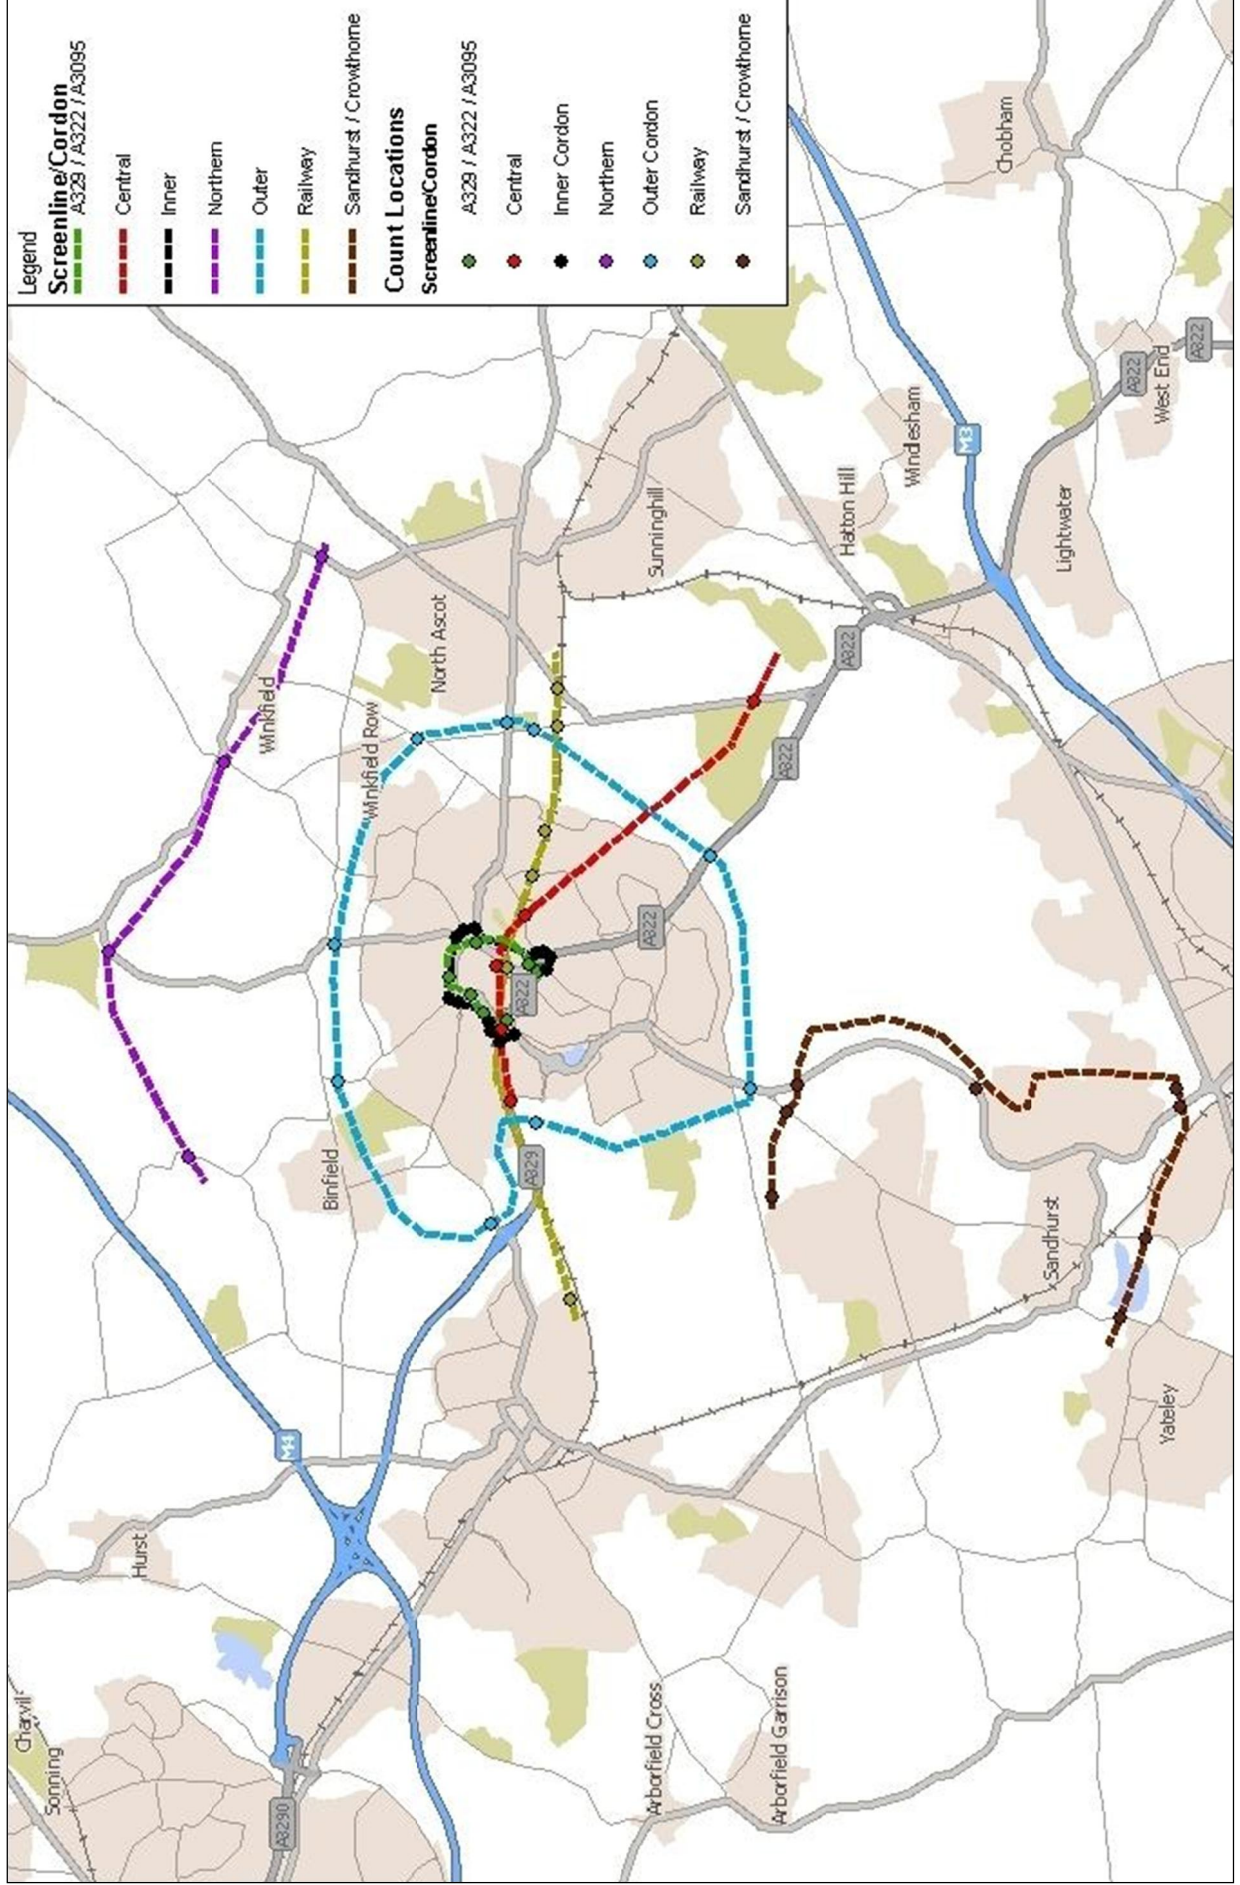 Legend
Screenline/Cordon
A329 / A322 / A3095
Central
Inner
Northern
Outer
Railway
Sandhurst / Crowthorne
Count Locations
Screenline/Cordon
A329 / A322 / A3095
Central
Inner Cordon
Northern
Outer Cordon
Railway
Sandhurst / Crowthorne
Charvil
Sonning
A3290
Hurst
M4
Binfield
Winkfield
Winkfield Row
North Ascot
Sunninghill
A329
A322
A322
A322
A322
Hatton Hill
Windlesham
M3
Lightwater
A322
West End
A322
Chobham
Sandhurst
Yateley
Arborfield Cross
Arborfield Garrison